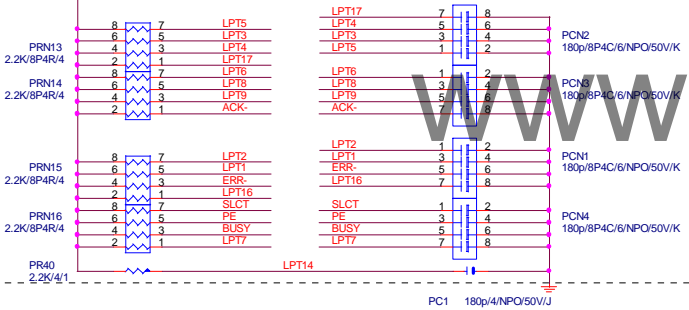 LPT17 7 8
8 7 LPT5 LPT4 5 6
6 5 LPT3 LPT3 3 4 PCN2
PRN13 4 3 LPT4 LPT5 1 2 180p/8P4C/6/NPO/50V/K
2.2K/8P4R/4 2 1 LPT17
8 7 LPT6 LPT6 1 2
PRN14 6 5 LPT8 LPT8 3 4 PCN3
2.2K/8P4R/4 4 3 LPT9 LPT9 5 6 180p/8P4C/6/NPO/50V/K
2 1 ACK- ACK- 7 8
WWW
LPT2 1 2
8 7 LPT2 LPT1 3 4 PCN1
PRN15 6 5 LPT1 ERR- 5 6 180p/8P4C/6/NPO/50V/K
2.2K/8P4R/4 4 3 ERR- LPT16 7 8
2 1 LPT16
8 7 SLCT SLCT 1 2
PRN16 6 5 PE PE 3 4 PCN4
2.2K/8P4R/4 4 3 BUSY BUSY 5 6 180p/8P4C/6/NPO/50V/K
2 1 LPT7 LPT7 7 8
PR40 LPT14
2.2K/4/1
PC1 180p/4/NPO/50V/J